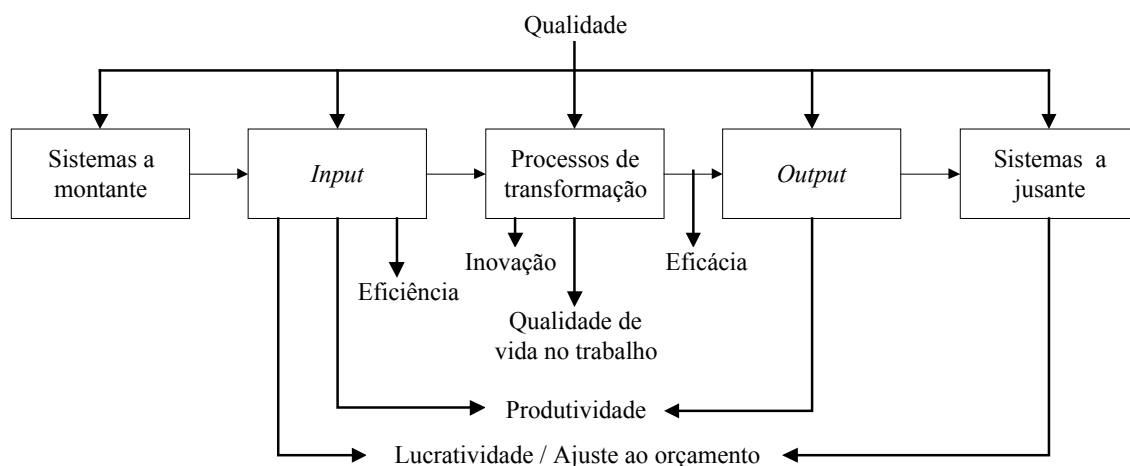 Qualidade
Sistemas a
montante
Input
Processos de
transformação
Output
Sistemas a
jusante
Inovação
Eficácia
Eficiência
Qualidade de
vida no trabalho
Produtividade
Lucratividade / Ajuste ao orçamento